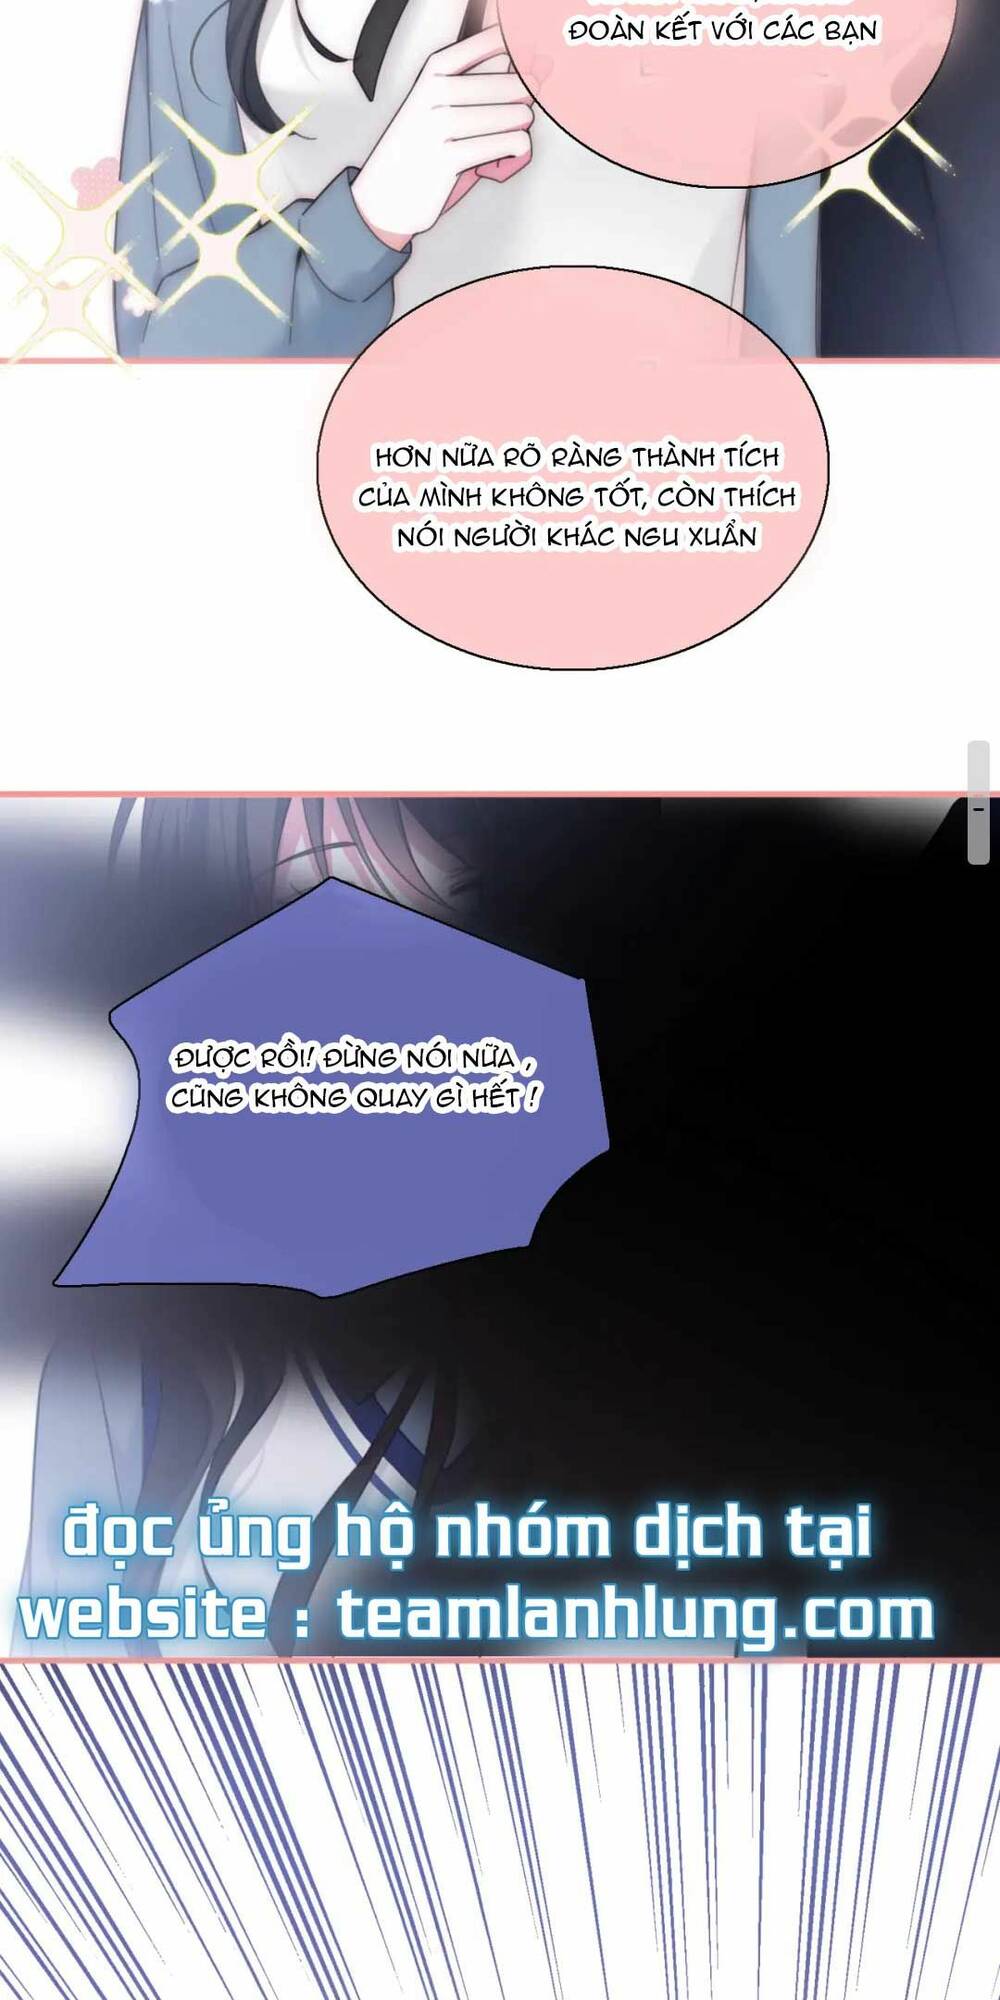 ĐOÀN KẾT VỚI CÁC BẠN
HƠN NỮA RÕ RÀNG THÀNH TÍCH
CỦA MÌNH KHÔNG TỐT, CÒN THÍCH
NÓI NGƯỜI KHÁC NGU XUẨN
ĐƯỢC RỒI! ĐỪNG NÓI NỮA,
CŨNG KHÔNG QUAY GÌ HẾT!
đọc ủng hộ nhóm dịch tại
website : teamlanhlung.com